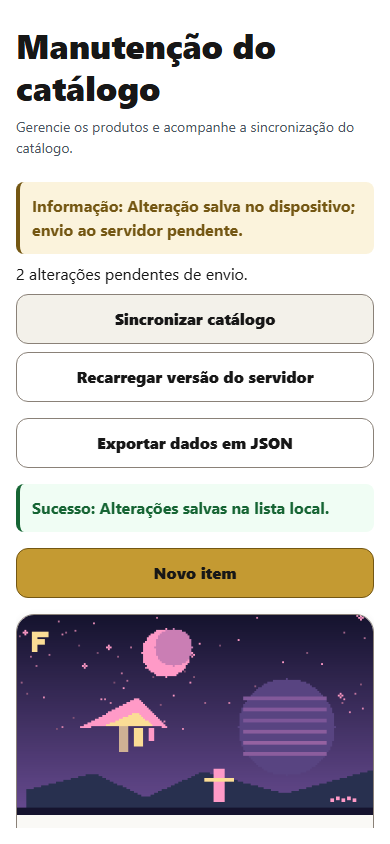 Manutenção do
catálogo
Gerencie os produtos e acompanhe a sincronização do
catálogo.
Informação: Alteração salva no dispositivo;
envio ao servidor pendente.
2 alterações pendentes de envio.
Sincronizar catálogo
Recarregar versão do servidor
Exportar dados em JSON
Sucesso: Alterações salvas na lista local.
Novo item
F